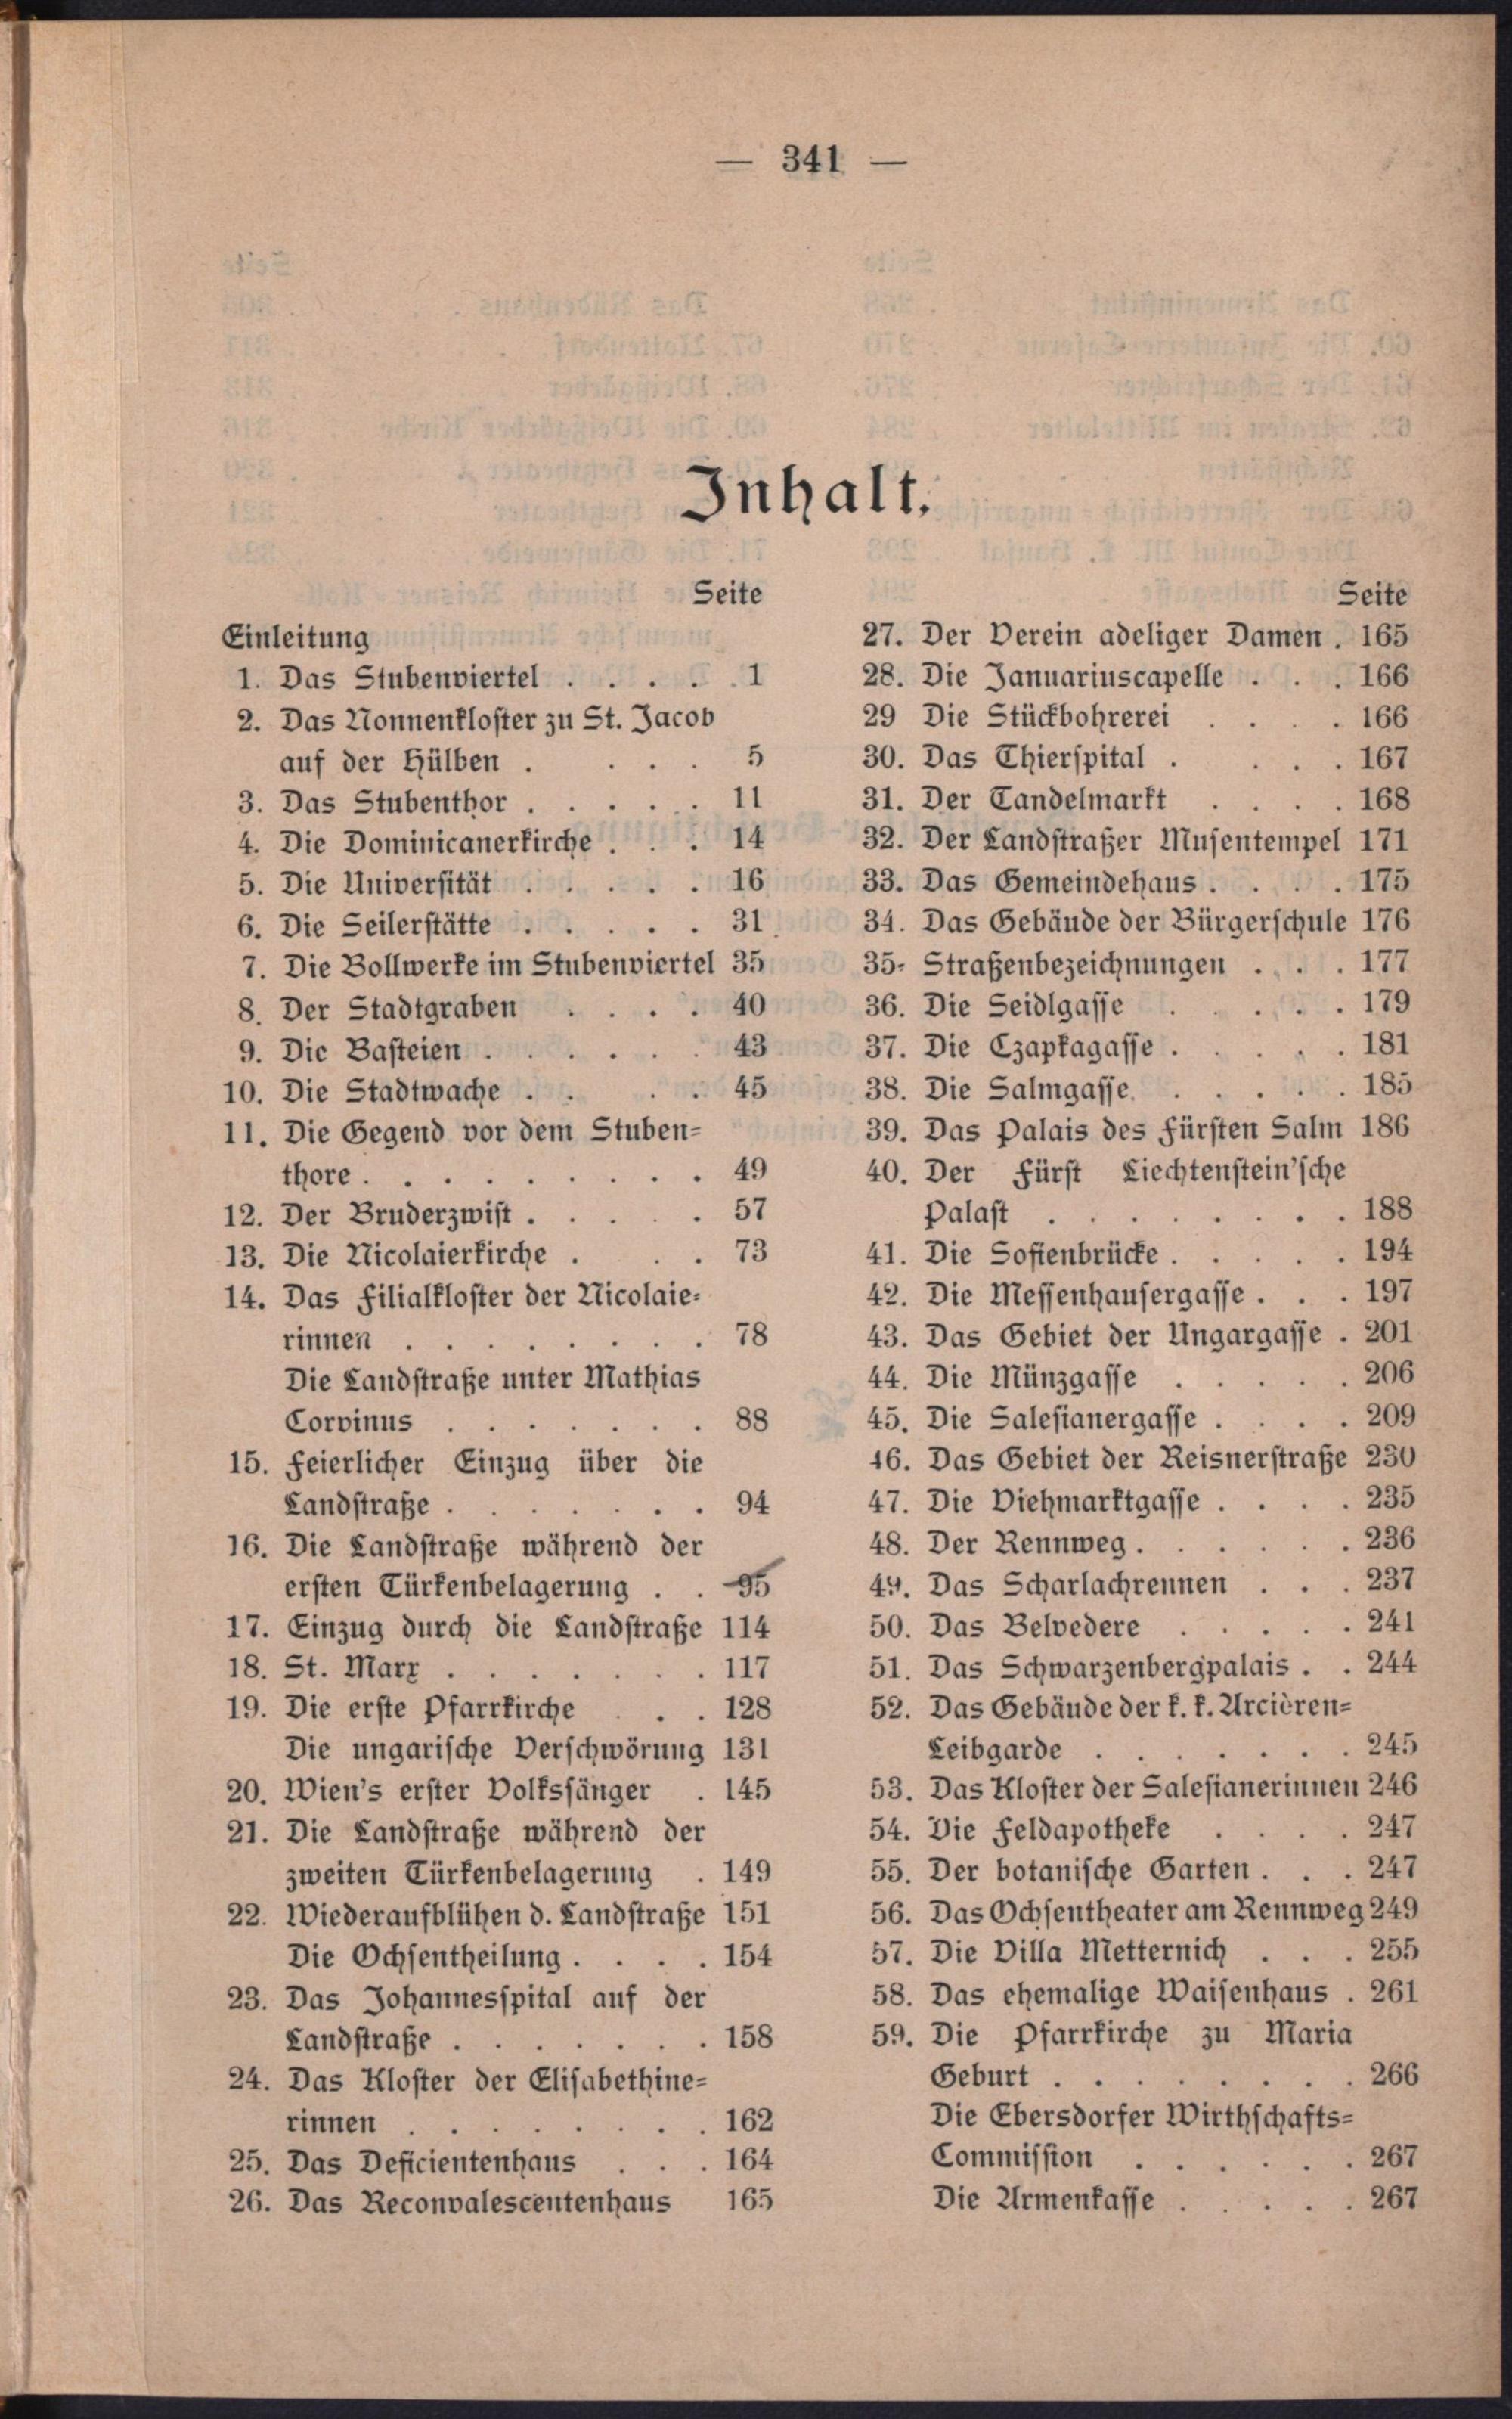 — 341 —
Inhalt.
Seite
Einleitung
1. Das Stubenviertel . . . . . 1
2. Das Nonnenkloster zu St. Jacob
auf der Hülben . . . . 5
3. Das Stubenthor . . . . . 11
4. Die Dominicanerkirche . . . 14
5. Die Universität . . . . . 16
6. Die Seilerstätte . . . . . 31
7. Die Bollwerke im Stubenviertel 35
8. Der Stadtgraben . . . . 40
9. Die Basteien . . . . . . 43
10. Die Stadtwache . . . . 45
11. Die Gegend vor dem Stuben-
thore . . . . . . . . . 49
12. Der Bruderzwist . . . . . 57
13. Die Nicolaierkirche . . . 73
14. Das Filialkloster der Nicolaie-
rinnen . . . . . . . . 78
Die Landstraße unter Mathias
Corvinus . . . . . . . 88
15. Feierlicher Einzug über die
Landstraße . . . . . . . 94
16. Die Landstraße während der
ersten Türkenbelagerung . . 95
17. Einzug durch die Landstraße 114
18. St. Marx . . . . . . . 117
19. Die erste Pfarrkirche . . . 128
Die ungarische Verschwörung 131
20. Wien's erster Volkssänger . 145
21. Die Landstraße während der
zweiten Türkenbelagerung . 149
22. Wiederaufblühen d. Landstraße 151
Die Ochsentheilung . . . . 154
23. Das Johannesspital auf der
Landstraße . . . . . . . 158
24. Das Kloster der Elisabethine-
rinnen . . . . . . . . 162
25. Das Deficientenhaus . . . 164
26. Das Reconvalescentenhaus 165
Seite
27. Der Verein adeliger Damen . 165
28. Die Januariuscapelle . . . 166
29 Die Stückbohrerei . . . . 166
30. Das Thierspital . . . . 167
31. Der Tandelmarkt . . . . 168
32. Der Landstraßer Musentempel 171
33. Das Gemeindehaus . . . . 175
34. Das Gebäude der Bürgerschule 176
35. Straßenbezeichnungen . . . 177
36. Die Seidlgasse . . . . . 179
37. Die Czapkagasse . . . . . 181
38. Die Salmgasse . . . . . 185
39. Das Palais des Fürsten Salm 186
40. Der Fürst Liechtenstein'sche
Palast . . . . . . . . 188
41. Die Sofienbrücke . . . . . 194
42. Die Messenhausergasse . . . 197
43. Das Gebiet der Ungargasse . 201
44. Die Münzgasse . . . . . 206
45. Die Salesianergasse . . . . 209
46. Das Gebiet der Reisnerstraße 230
47. Die Viehmarktgasse . . . . 235
48. Der Rennweg . . . . . . 236
49. Das Scharlachrennen . . . 237
50. Das Belvedere . . . . . 241
51. Das Schwarzenbergpalais . . 244
52. Das Gebäude der k. k. Arcièren-
Leibgarde . . . . . . . 245
53. Das Kloster der Salesianerinnen 246
54. Die Feldapotheke . . . . 247
55. Der botanische Garten . . . 247
56. Das Ochsentheater am Rennweg 249
57. Die Villa Metternich . . . 255
58. Das ehemalige Waisenhaus . 261
59. Die Pfarrkirche zu Maria
Geburt . . . . . . . . 266
Die Ebersdorfer Wirthschafts-
Commission . . . . . . 267
Die Armenkasse . . . . . 267